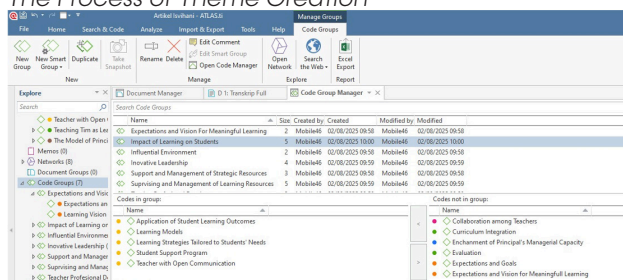 The Process of Theme Creation
Artikel Isvihani - ATLAS.ti
Manage Groups
File Home Search & Code Analyze Import & Export Tools Help Code Groups
New Group
New Smart Group
Duplicate
Take Snapshot
Rename
Delete
Edit Comment
Edit Smart Group
Open Code Manager
Open Network
Search the Web
Excel Export
New
Manage
Explore
Report
Explore
Document Manager
D 1: Transkrip Full
Code Group Manager
Search
Search Code Groups
Teacher with Open
Teaching Tim as Lea
The Model of Princi
Memos (0)
Networks (8)
Document Groups (0)
Code Groups (7)
Expectations and Visio
Expectations an
Learning Vision
Impact of Learning or
Influential Environme
Inovative Leadership (
Support and Manager
Suprvising and Manag
Teacher Profesional D
Name Size Created by Created Modified by Modified
Expectations and Vision For Meaningful Learning 2 Mobile46 02/08/2025 09:58 Mobile46 02/08/2025 09:58
Impact of Learning on Students 5 Mobile46 02/08/2025 10:00 Mobile46 02/08/2025 10:00
Influential Environment 2 Mobile46 02/08/2025 09:58 Mobile46 02/08/2025 09:58
Inovative Leadership 4 Mobile46 02/08/2025 09:59 Mobile46 02/08/2025 09:59
Support and Management of Strategic Resources 3 Mobile46 02/08/2025 09:58 Mobile46 02/08/2025 09:58
Suprvising and Management of Learning Resources 5 Mobile46 02/08/2025 09:59 Mobile46 02/08/2025 09:59
Codes in group:
Name
Application of Student Learning Outcomes
Learning Models
Learning Strategies Tailored to Students' Needs
Student Support Program
Teacher with Open Communication
Codes not in group:
Name
Collaboration among Teachers
Curriculum Integration
Enchanment of Principal's Managerial Capacity
Evaluation
Expectations and Goals
Expectations and Vision for Meaningfull Learning